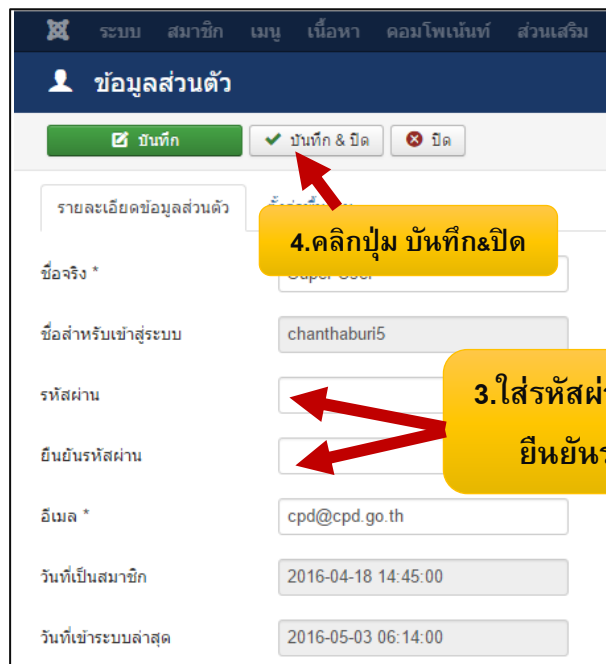 ระบบ สมาชิก เมนู เนื้อหา คอมโพเน้นท์ ส่วนเสริม
ข้อมูลส่วนตัว
บันทึก บันทึก & ปิด ปิด
รายละเอียดข้อมูลส่วนตัว
4.คลิกปุ่ม บันทึก&ปิด
ชื่อจริง * Super User
ชื่อสำหรับเข้าสู่ระบบ chanthaburi5
รหัสผ่าน
3.ใส่รหัสผ่
ยืนยันรหัสผ่าน
ยืนยันร
อีเมล * cpd@cpd.go.th
วันที่เป็นสมาชิก 2016-04-18 14:45:00
วันที่เข้าระบบล่าสุด 2016-05-03 06:14:00